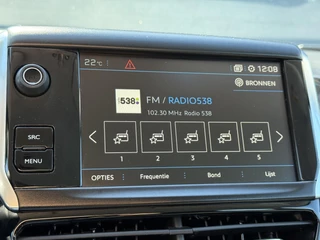 22°C 12:08
BRONNEN
538
FM / RADIO538
102.30 MHz Radio 538
SRC
MENU
1 2 3 4 5
OPTIES Frequentie Band Lijst